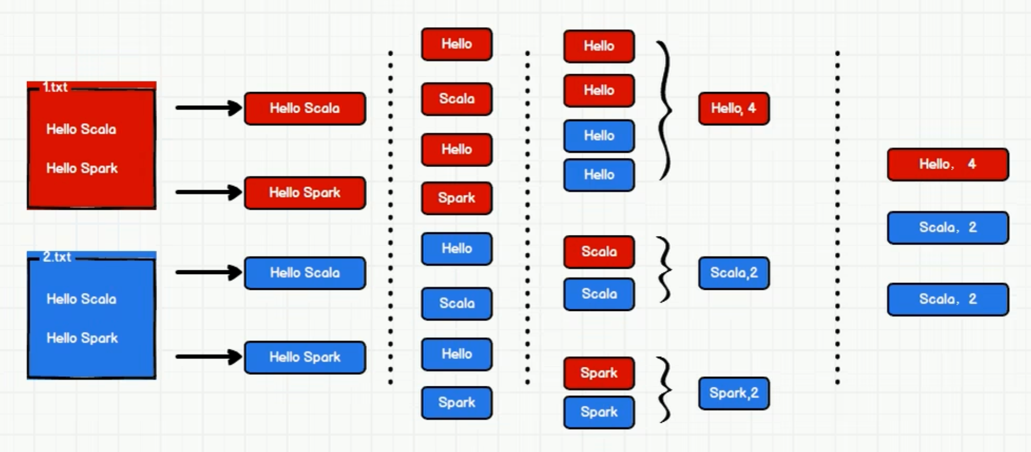 1.txt
Hello Scala
Hello Spark
2.txt
Hello Scala
Hello Spark
Hello Scala
Hello Spark
Hello Scala
Hello Spark
Hello
Scala
Hello
Spark
Hello
Scala
Hello
Spark
Hello
Hello
Hello
Hello
Scala
Scala
Spark
Spark
Hello, 4
Scala,2
Spark,2
Hello, 4
Scala, 2
Scala, 2